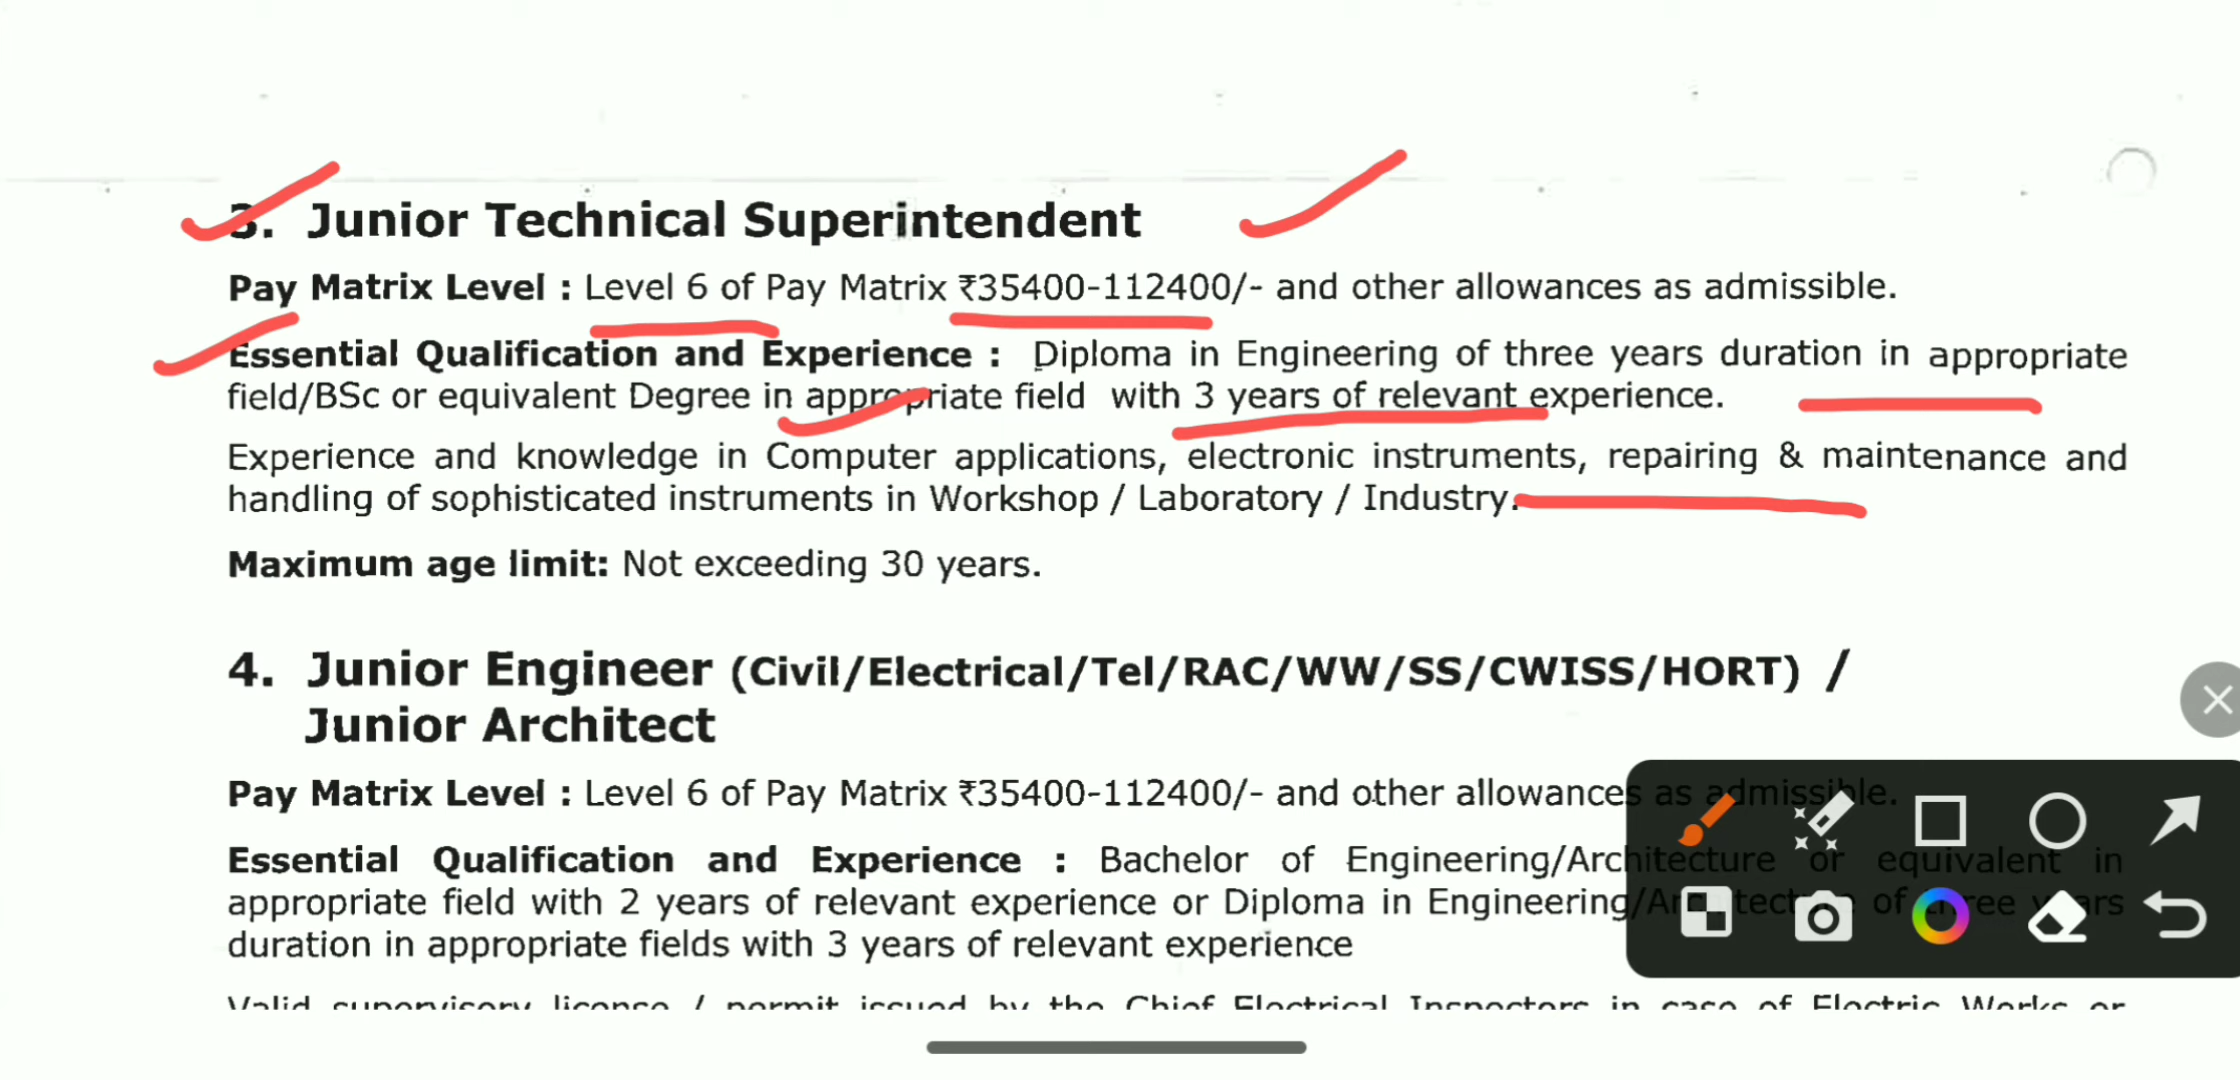 3. Junior Technical Superintendent
Pay Matrix Level : Level 6 of Pay Matrix ₹35400-112400/- and other allowances as admissible.
Essential Qualification and Experience : Diploma in Engineering of three years duration in appropriate
field/BSc or equivalent Degree in appropriate field with 3 years of relevant experience.
Experience and knowledge in Computer applications, electronic instruments, repairing & maintenance and
handling of sophisticated instruments in Workshop / Laboratory / Industry.
Maximum age limit: Not exceeding 30 years.
4. Junior Engineer (Civil/Electrical/Tel/RAC/WW/SS/CWISS/HORT) /
Junior Architect
Pay Matrix Level : Level 6 of Pay Matrix ₹35400-112400/- and other allowances as admissible.
Essential Qualification and Experience : Bachelor of Engineering/Architecture or equivalent in
appropriate field with 2 years of relevant experience or Diploma in Engineering/Architecture of three years
duration in appropriate fields with 3 years of relevant experience
Valid supervisory license / permit issued by the Chief Electrical Inspectors in case of Electric Works or